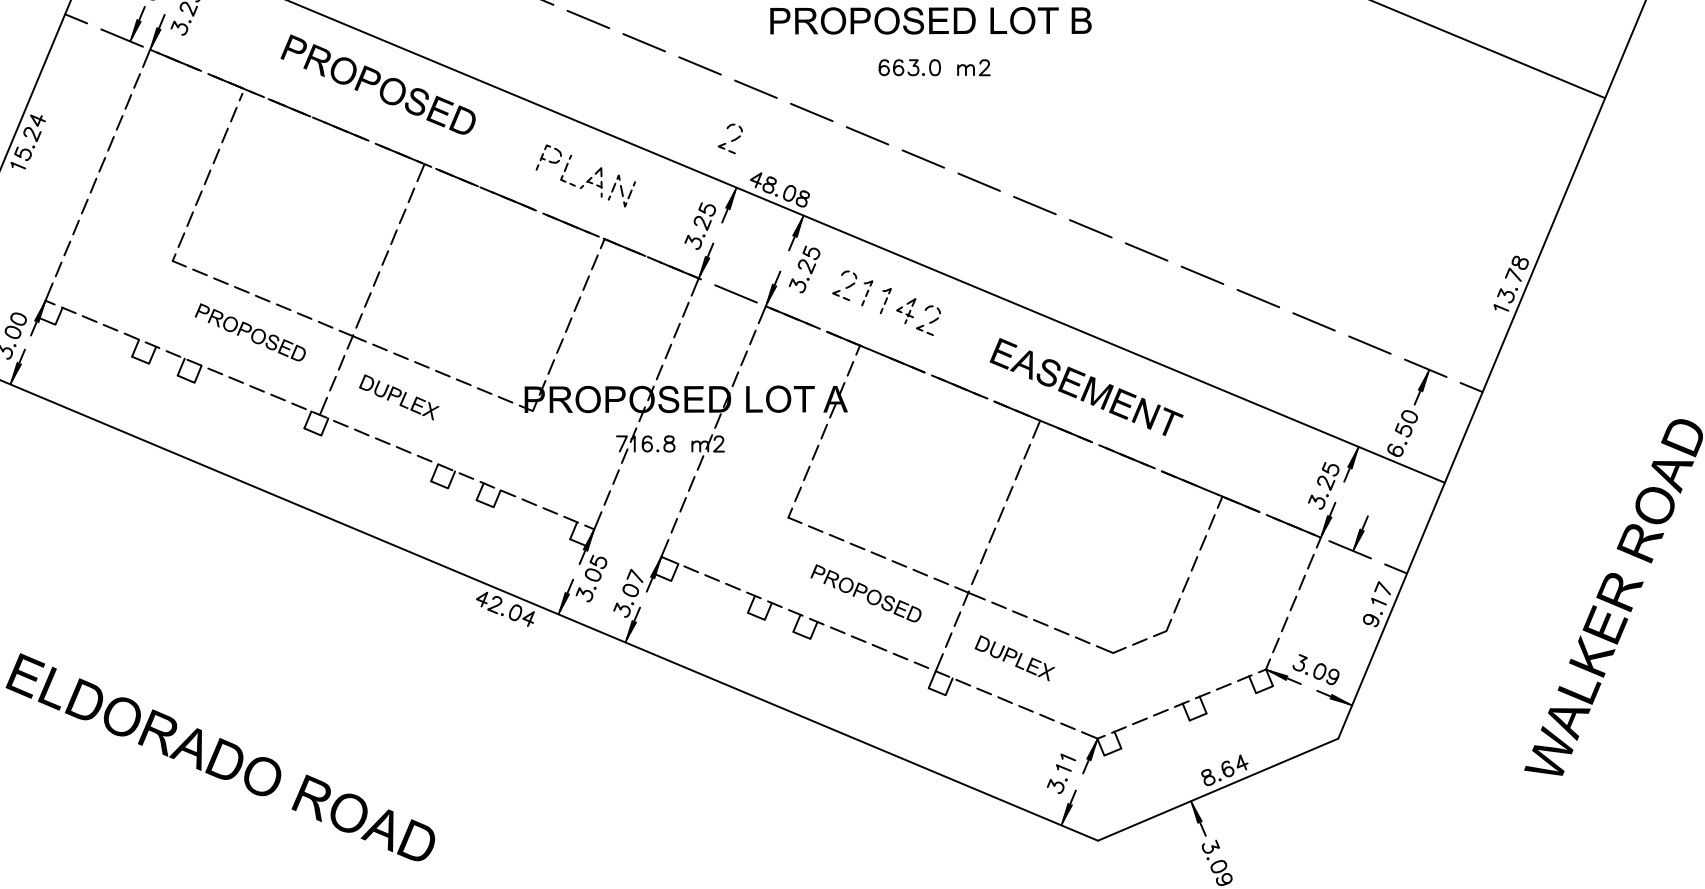 PROPOSED LOT B
663.0 m2
3.25
PROPOSED
15.24
2
PLAN
48.08
3.25
3.25
21142
13.78
EASEMENT
PROPOSED
3.00
DUPLEX
PROPOSED LOT A
716.8 m2
6.50
3.25
WALKER ROAD
3.05
3.07
42.04
PROPOSED
DUPLEX
9.17
3.09
ELDORADO ROAD
3.11
8.64
3.09